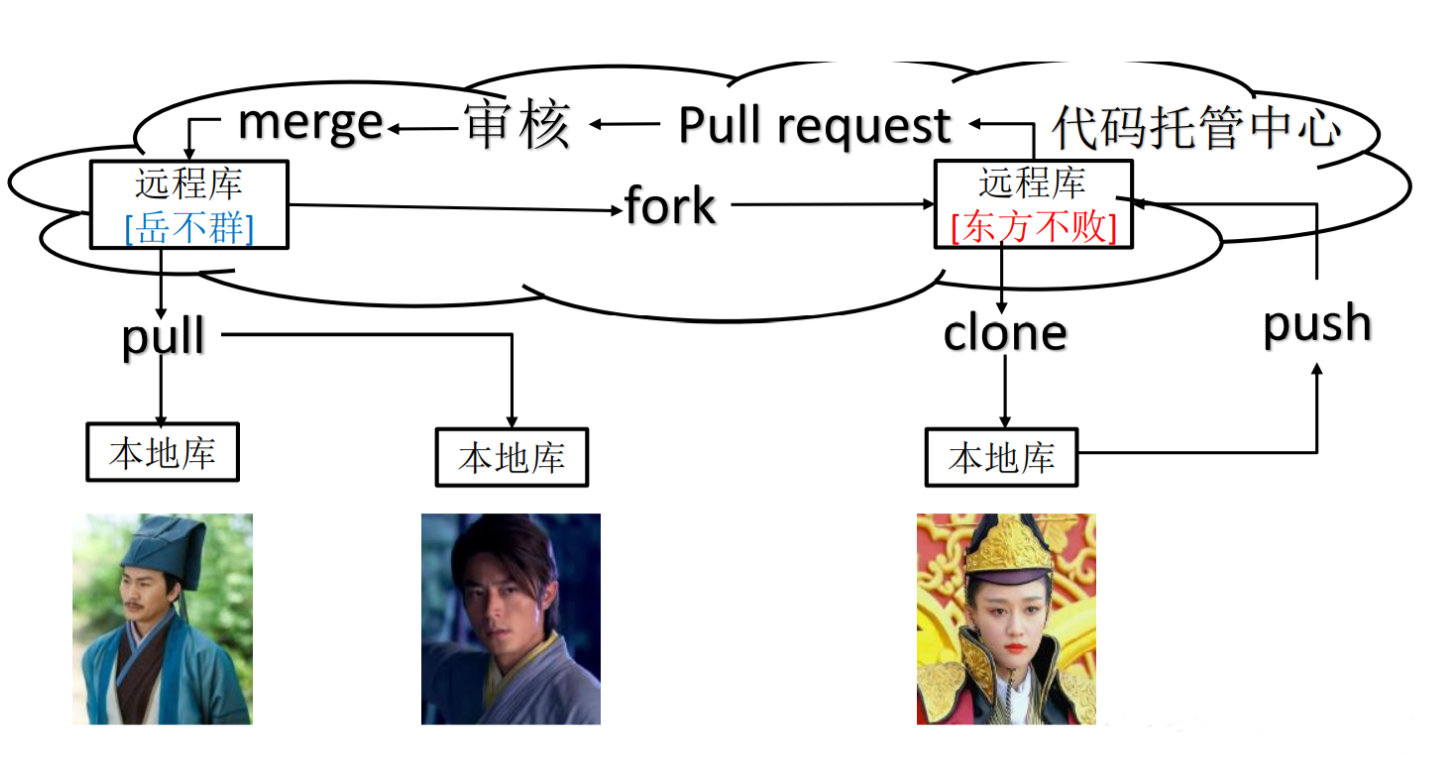 merge
审核
Pull request
代码托管中心
远程库
[岳不群]
fork
远程库
[东方不败]
pull
clone
push
本地库
本地库
本地库